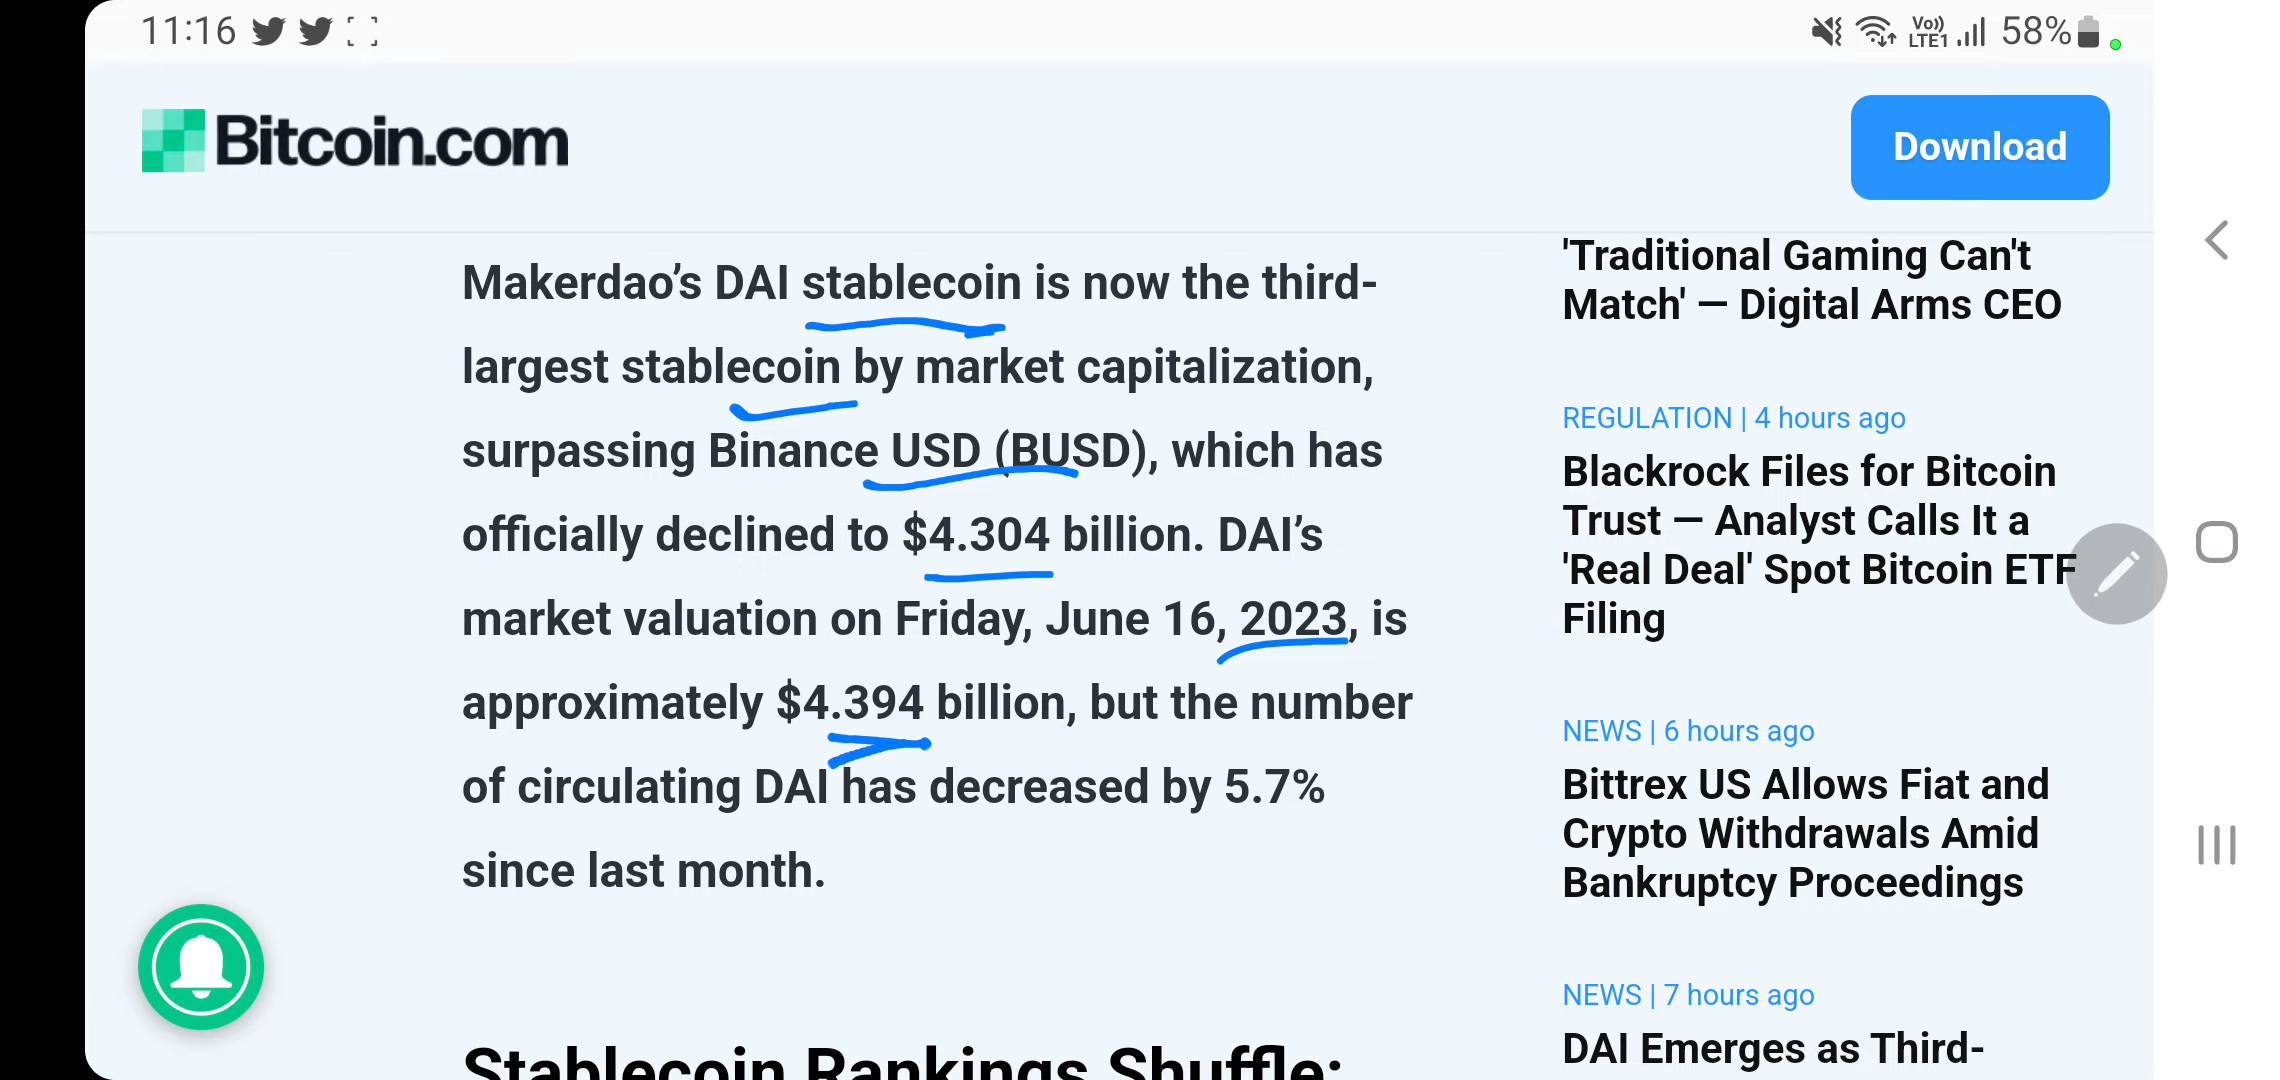 11:16
Vo)) LTE1 58%
Bitcoin.com
Download
Makerdao’s DAI stablecoin is now the third-
largest stablecoin by market capitalization,
surpassing Binance USD (BUSD), which has
officially declined to $4.304 billion. DAI’s
market valuation on Friday, June 16, 2023, is
approximately $4.394 billion, but the number
of circulating DAI has decreased by 5.7%
since last month.
Stablecoin Rankings Shuffle:
'Traditional Gaming Can't
Match' — Digital Arms CEO
REGULATION | 4 hours ago
Blackrock Files for Bitcoin
Trust — Analyst Calls It a
'Real Deal' Spot Bitcoin ETF
Filing
NEWS | 6 hours ago
Bittrex US Allows Fiat and
Crypto Withdrawals Amid
Bankruptcy Proceedings
NEWS | 7 hours ago
DAI Emerges as Third-